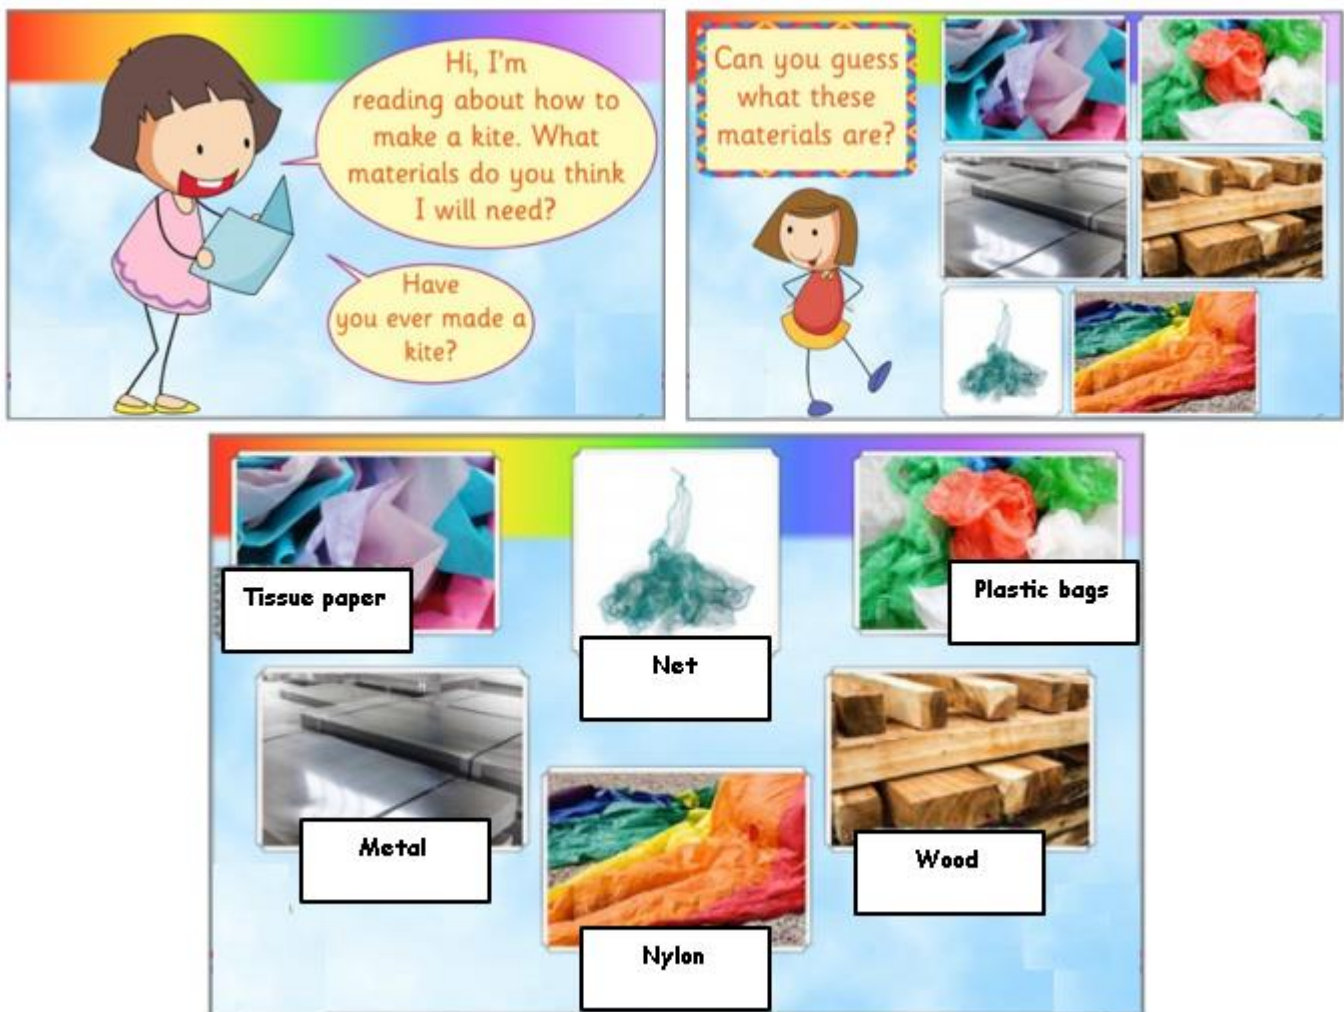 Hi, I'm
reading about how to
make a kite. What
materials do you think
I will need?
Have
you ever made a
kite?
Can you guess
what these
materials are?
Tissue paper
Net
Plastic bags
Metal
Wood
Nylon